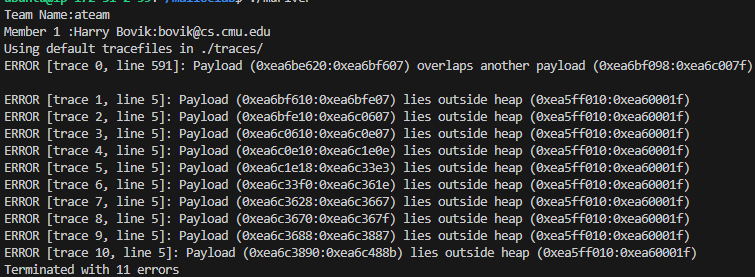 Team Name:ateam
Member 1 :Harry Bovik:bovik@cs.cmu.edu
Using default tracefiles in ./traces/
ERROR [trace 0, line 591]: Payload (0xea6be620:0xea6bf607) overlaps another payload (0xea6bf098:0xea6c007f)
ERROR [trace 1, line 5]: Payload (0xea6bf610:0xea6bfe07) lies outside heap (0xea5ff010:0xea60001f)
ERROR [trace 2, line 5]: Payload (0xea6bfe10:0xea6c0607) lies outside heap (0xea5ff010:0xea60001f)
ERROR [trace 3, line 5]: Payload (0xea6c0610:0xea6c0e07) lies outside heap (0xea5ff010:0xea60001f)
ERROR [trace 4, line 5]: Payload (0xea6c0e10:0xea6c1e0e) lies outside heap (0xea5ff010:0xea60001f)
ERROR [trace 5, line 5]: Payload (0xea6c1e18:0xea6c33e3) lies outside heap (0xea5ff010:0xea60001f)
ERROR [trace 6, line 5]: Payload (0xea6c33f0:0xea6c361e) lies outside heap (0xea5ff010:0xea60001f)
ERROR [trace 7, line 5]: Payload (0xea6c3628:0xea6c3667) lies outside heap (0xea5ff010:0xea60001f)
ERROR [trace 8, line 5]: Payload (0xea6c3670:0xea6c367f) lies outside heap (0xea5ff010:0xea60001f)
ERROR [trace 9, line 5]: Payload (0xea6c3688:0xea6c3887) lies outside heap (0xea5ff010:0xea60001f)
ERROR [trace 10, line 5]: Payload (0xea6c3890:0xea6c488b) lies outside heap (0xea5ff010:0xea60001f)
Terminated with 11 errors